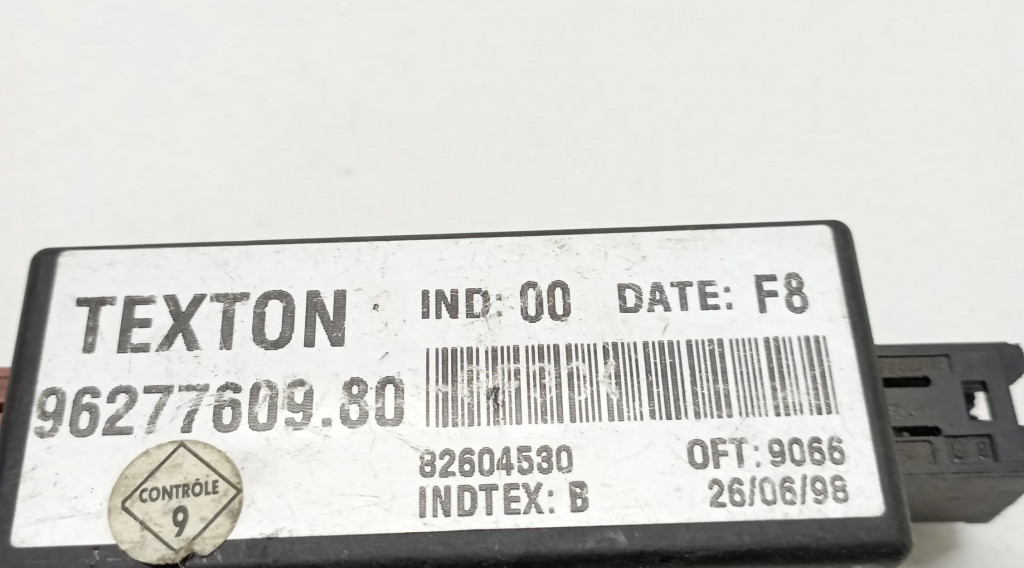 TEXTON
IND: 00 DATE: F8
96277609.80
82604530
OFT: 9066
INDTEX: B
26/06/98
CONTRÔLE
9